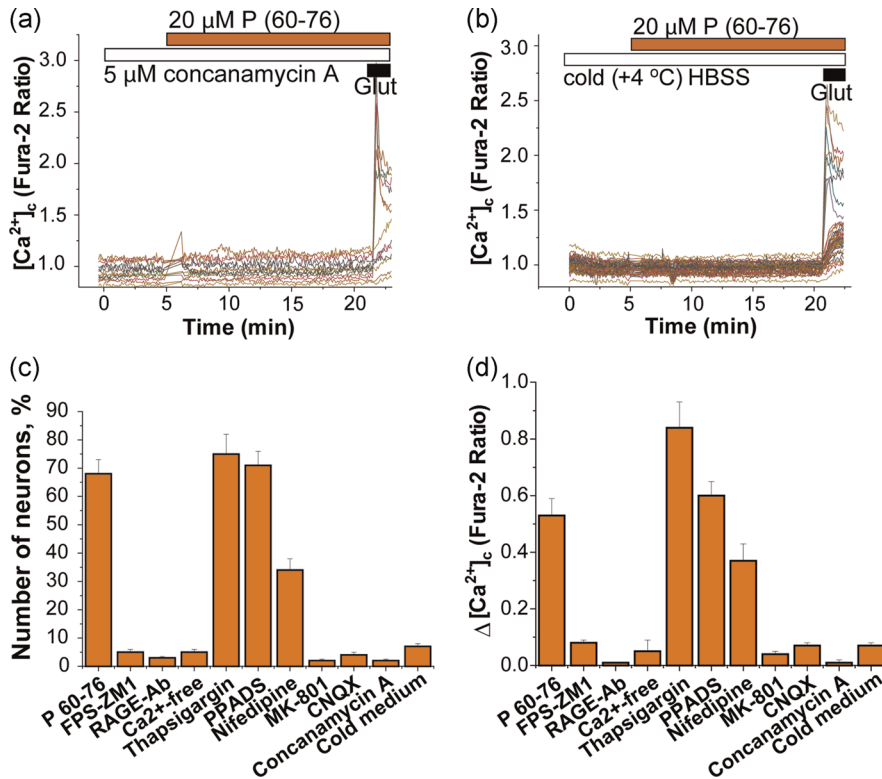 (a)
20 µM P (60-76)
5 µM concanamycin A
Glut
3.0
2.5
2.0
1.5
1.0
[Ca²⁺]c (Fura-2 Ratio)
0 5 10 15 20
Time (min)
(b)
20 µM P (60-76)
cold (+4 °C) HBSS
Glut
3.0
2.5
2.0
1.5
1.0
[Ca²⁺]c (Fura-2 Ratio)
0 5 10 15 20
Time (min)
(c)
90
80
70
60
50
40
30
20
10
0
Number of neurons, %
P 60-76
FPS-ZM1
RAGE-Ab
Ca2+-free
Thapsigargin
PPADS
Nifedipine
MK-801
CNQX
Concanamycin A
Cold medium
(d)
1.0
0.8
0.6
0.4
0.2
0.0
Δ [Ca²⁺]c (Fura-2 Ratio)
P 60-76
FPS-ZM1
RAGE-Ab
Ca2+-free
Thapsigargin
PPADS
Nifedipine
MK-801
CNQX
Concanamycin A
Cold medium